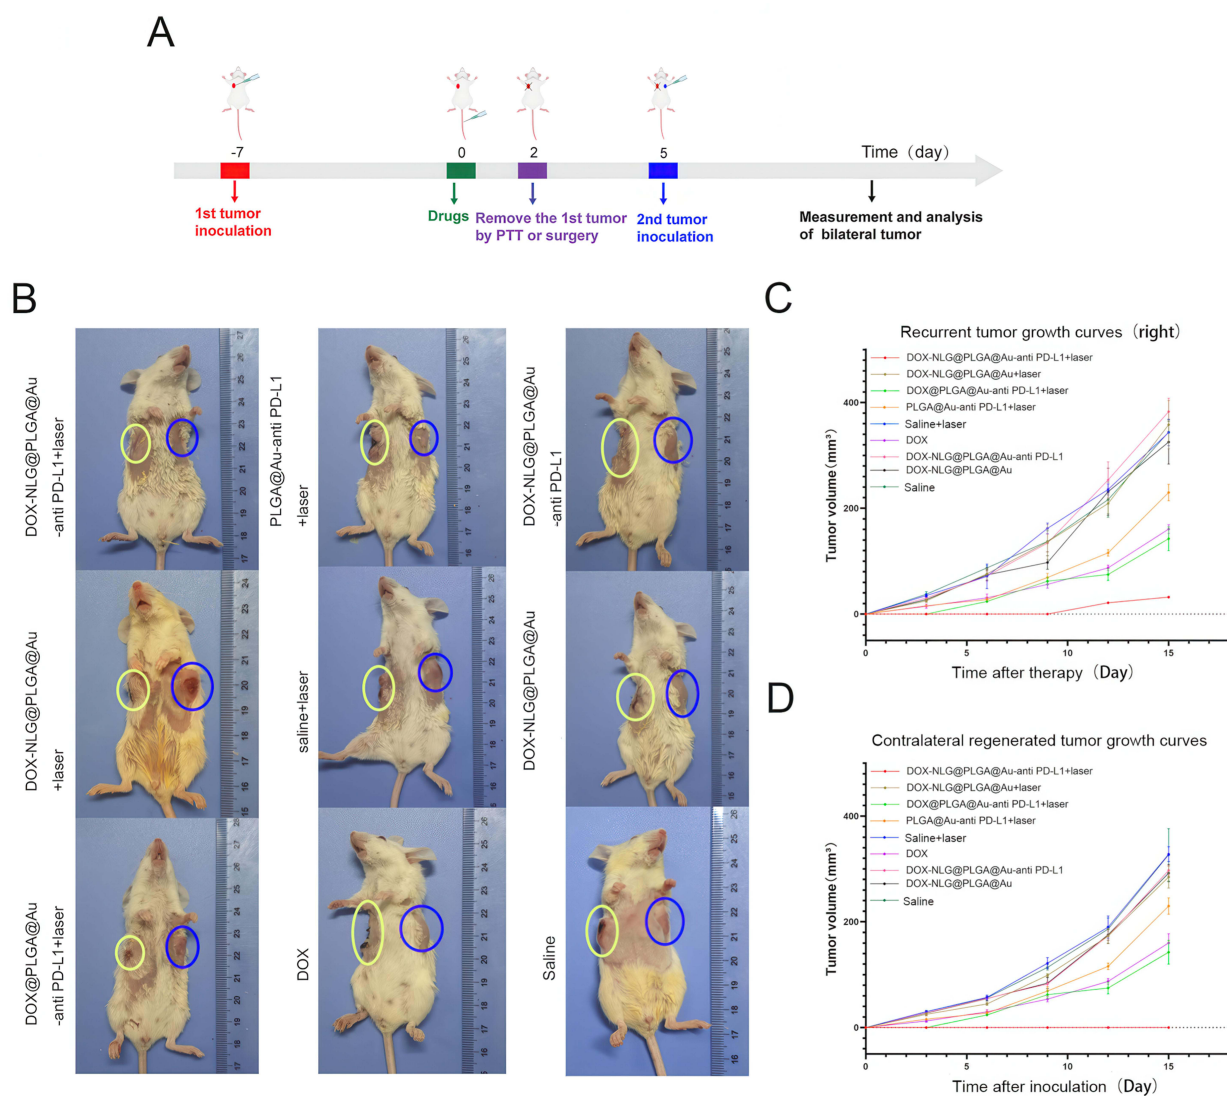 A
-7
0
2
5
Time（day）
1st tumor
inoculation
Drugs
Remove the 1st tumor
by PTT or surgery
2nd tumor
inoculation
Measurement and analysis
of bilateral tumor
B
DOX-NLG@PLGA@Au
-anti PD-L1+laser
PLGA@Au-anti PD-L1
+laser
DOX-NLG@PLGA@Au
-anti PD-L1
DOX-NLG@PLGA@Au
+laser
saline+laser
DOX-NLG@PLGA@Au
DOX@PLGA@Au
-anti PD-L1+laser
DOX
Saline
C
Recurrent tumor growth curves（right）
DOX-NLG@PLGA@Au-anti PD-L1+laser
DOX-NLG@PLGA@Au+laser
DOX@PLGA@Au-anti PD-L1+laser
PLGA@Au-anti PD-L1+laser
Saline+laser
DOX
DOX-NLG@PLGA@Au-anti PD-L1
DOX-NLG@PLGA@Au
Saline
Tumor volume（mm³）
400
200
0
0
5
10
15
Time after therapy（Day）
D
Contralateral regenerated tumor growth curves
DOX-NLG@PLGA@Au-anti PD-L1+laser
DOX-NLG@PLGA@Au+laser
DOX@PLGA@Au-anti PD-L1+laser
PLGA@Au-anti PD-L1+laser
Saline+laser
DOX
DOX-NLG@PLGA@Au-anti PD-L1
DOX-NLG@PLGA@Au
Saline
Tumor volume（mm³）
400
200
0
0
5
10
15
Time after inoculation（Day）